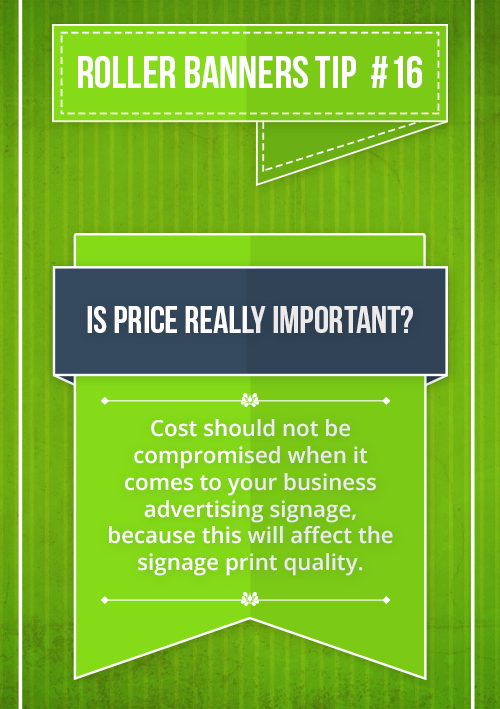 ROLLER BANNERS TIP #16
IS PRICE REALLY IMPORTANT?
Cost should not be
compromised when it
comes to your business
advertising signage,
because this will affect the
signage print quality.